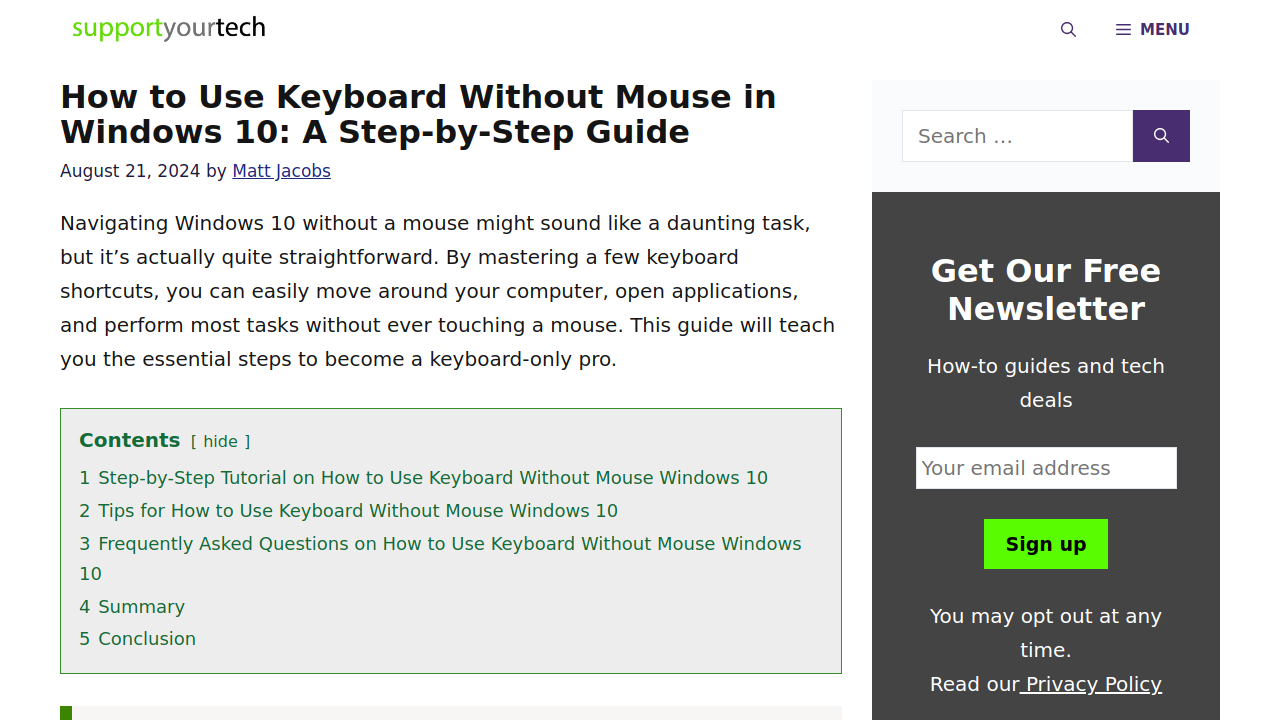 supportyourtech
MENU
How to Use Keyboard Without Mouse in
Windows 10: A Step-by-Step Guide
August 21, 2024 by Matt Jacobs
Navigating Windows 10 without a mouse might sound like a daunting task,
but it’s actually quite straightforward. By mastering a few keyboard
shortcuts, you can easily move around your computer, open applications,
and perform most tasks without ever touching a mouse. This guide will teach
you the essential steps to become a keyboard-only pro.
Contents [ hide ]
1 Step-by-Step Tutorial on How to Use Keyboard Without Mouse Windows 10
2 Tips for How to Use Keyboard Without Mouse Windows 10
3 Frequently Asked Questions on How to Use Keyboard Without Mouse Windows
10
4 Summary
5 Conclusion
Search …
Get Our Free
Newsletter
How-to guides and tech
deals
Your email address
Sign up
You may opt out at any
time.
Read our Privacy Policy